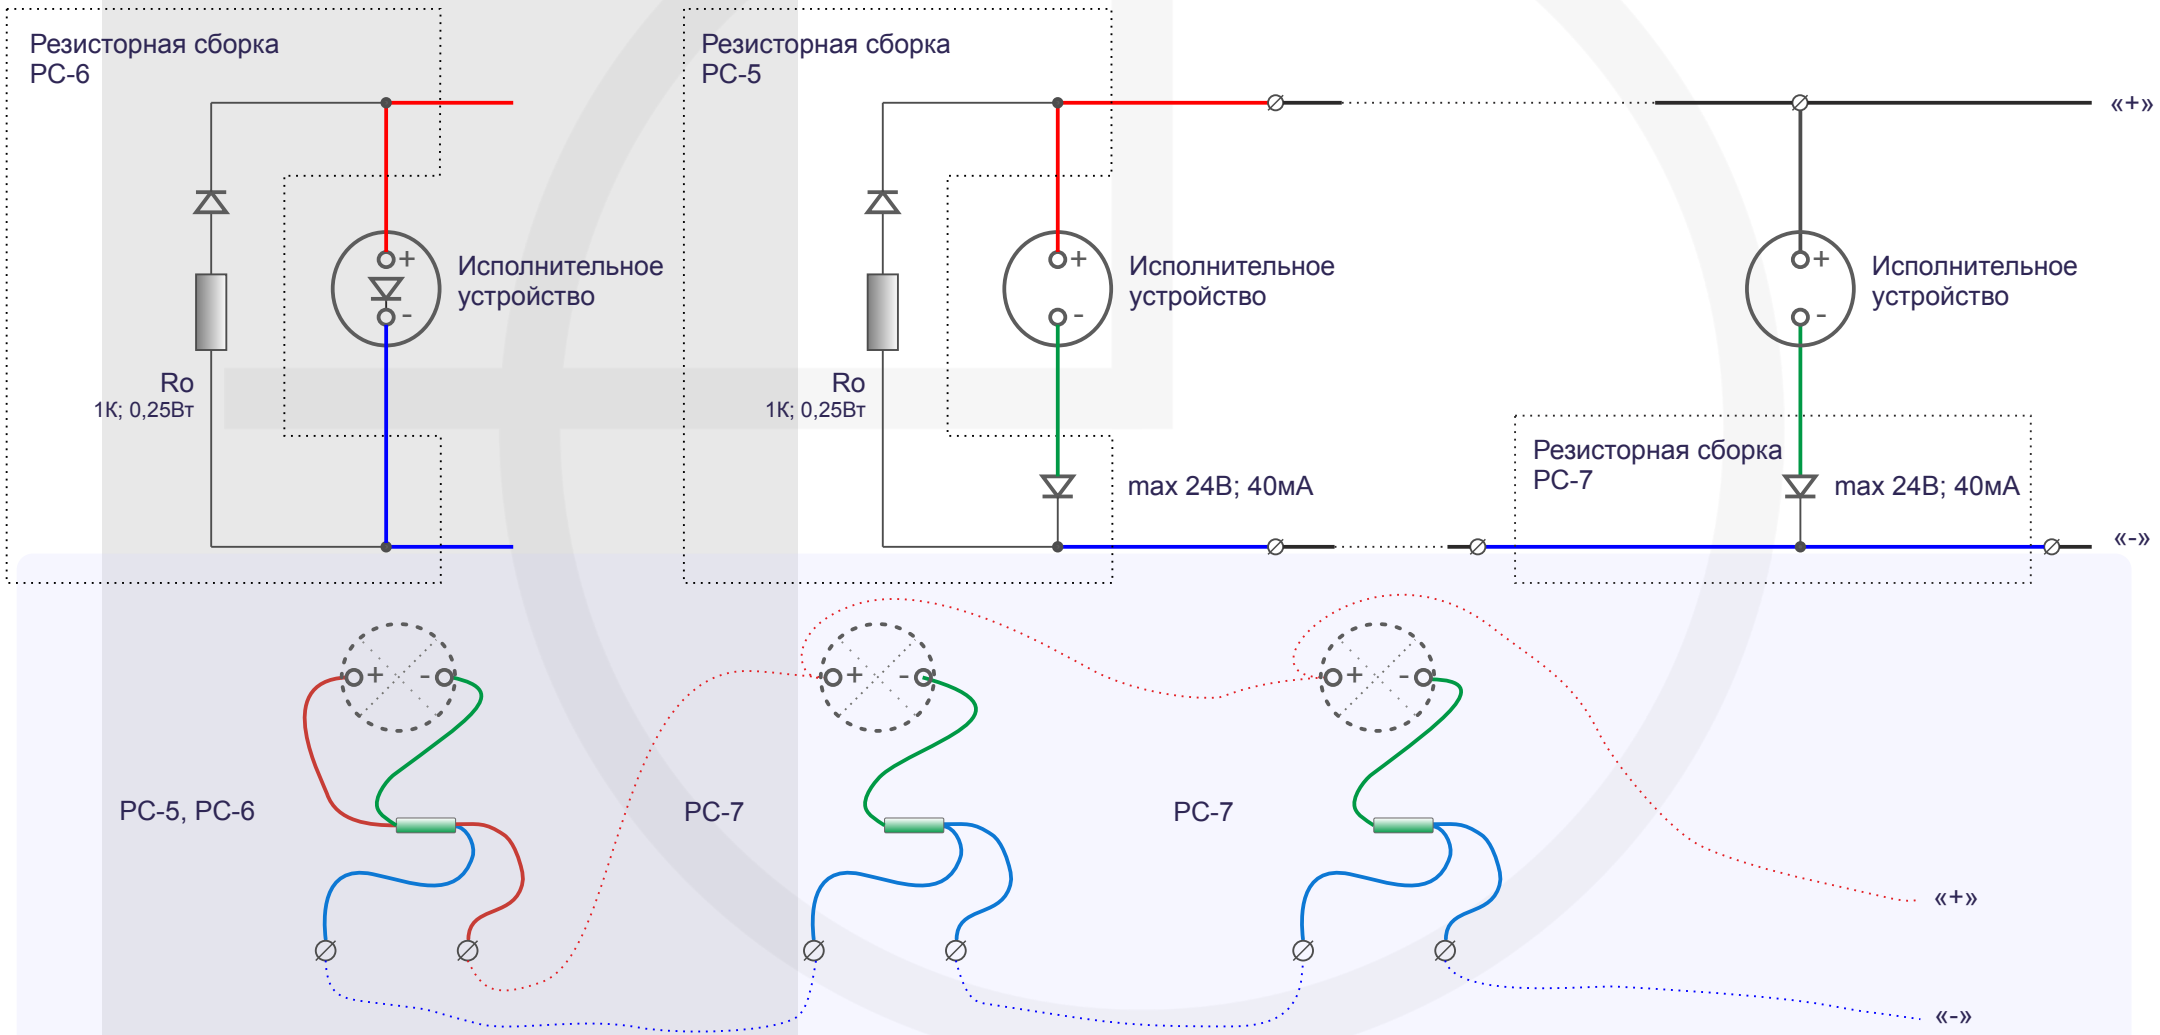 Резисторная сборка
РС-6
Ro
1К; 0,25Вт
+
-
Исполнительное
устройство
Резисторная сборка
РС-5
Ro
1К; 0,25Вт
+
-
Исполнительное
устройство
max 24В; 40мА
«+»
+
-
Исполнительное
устройство
Резисторная сборка
РС-7
max 24В; 40мА
«-»
+ -
РС-5, РС-6
+ -
РС-7
+ -
РС-7
«+»
«-»